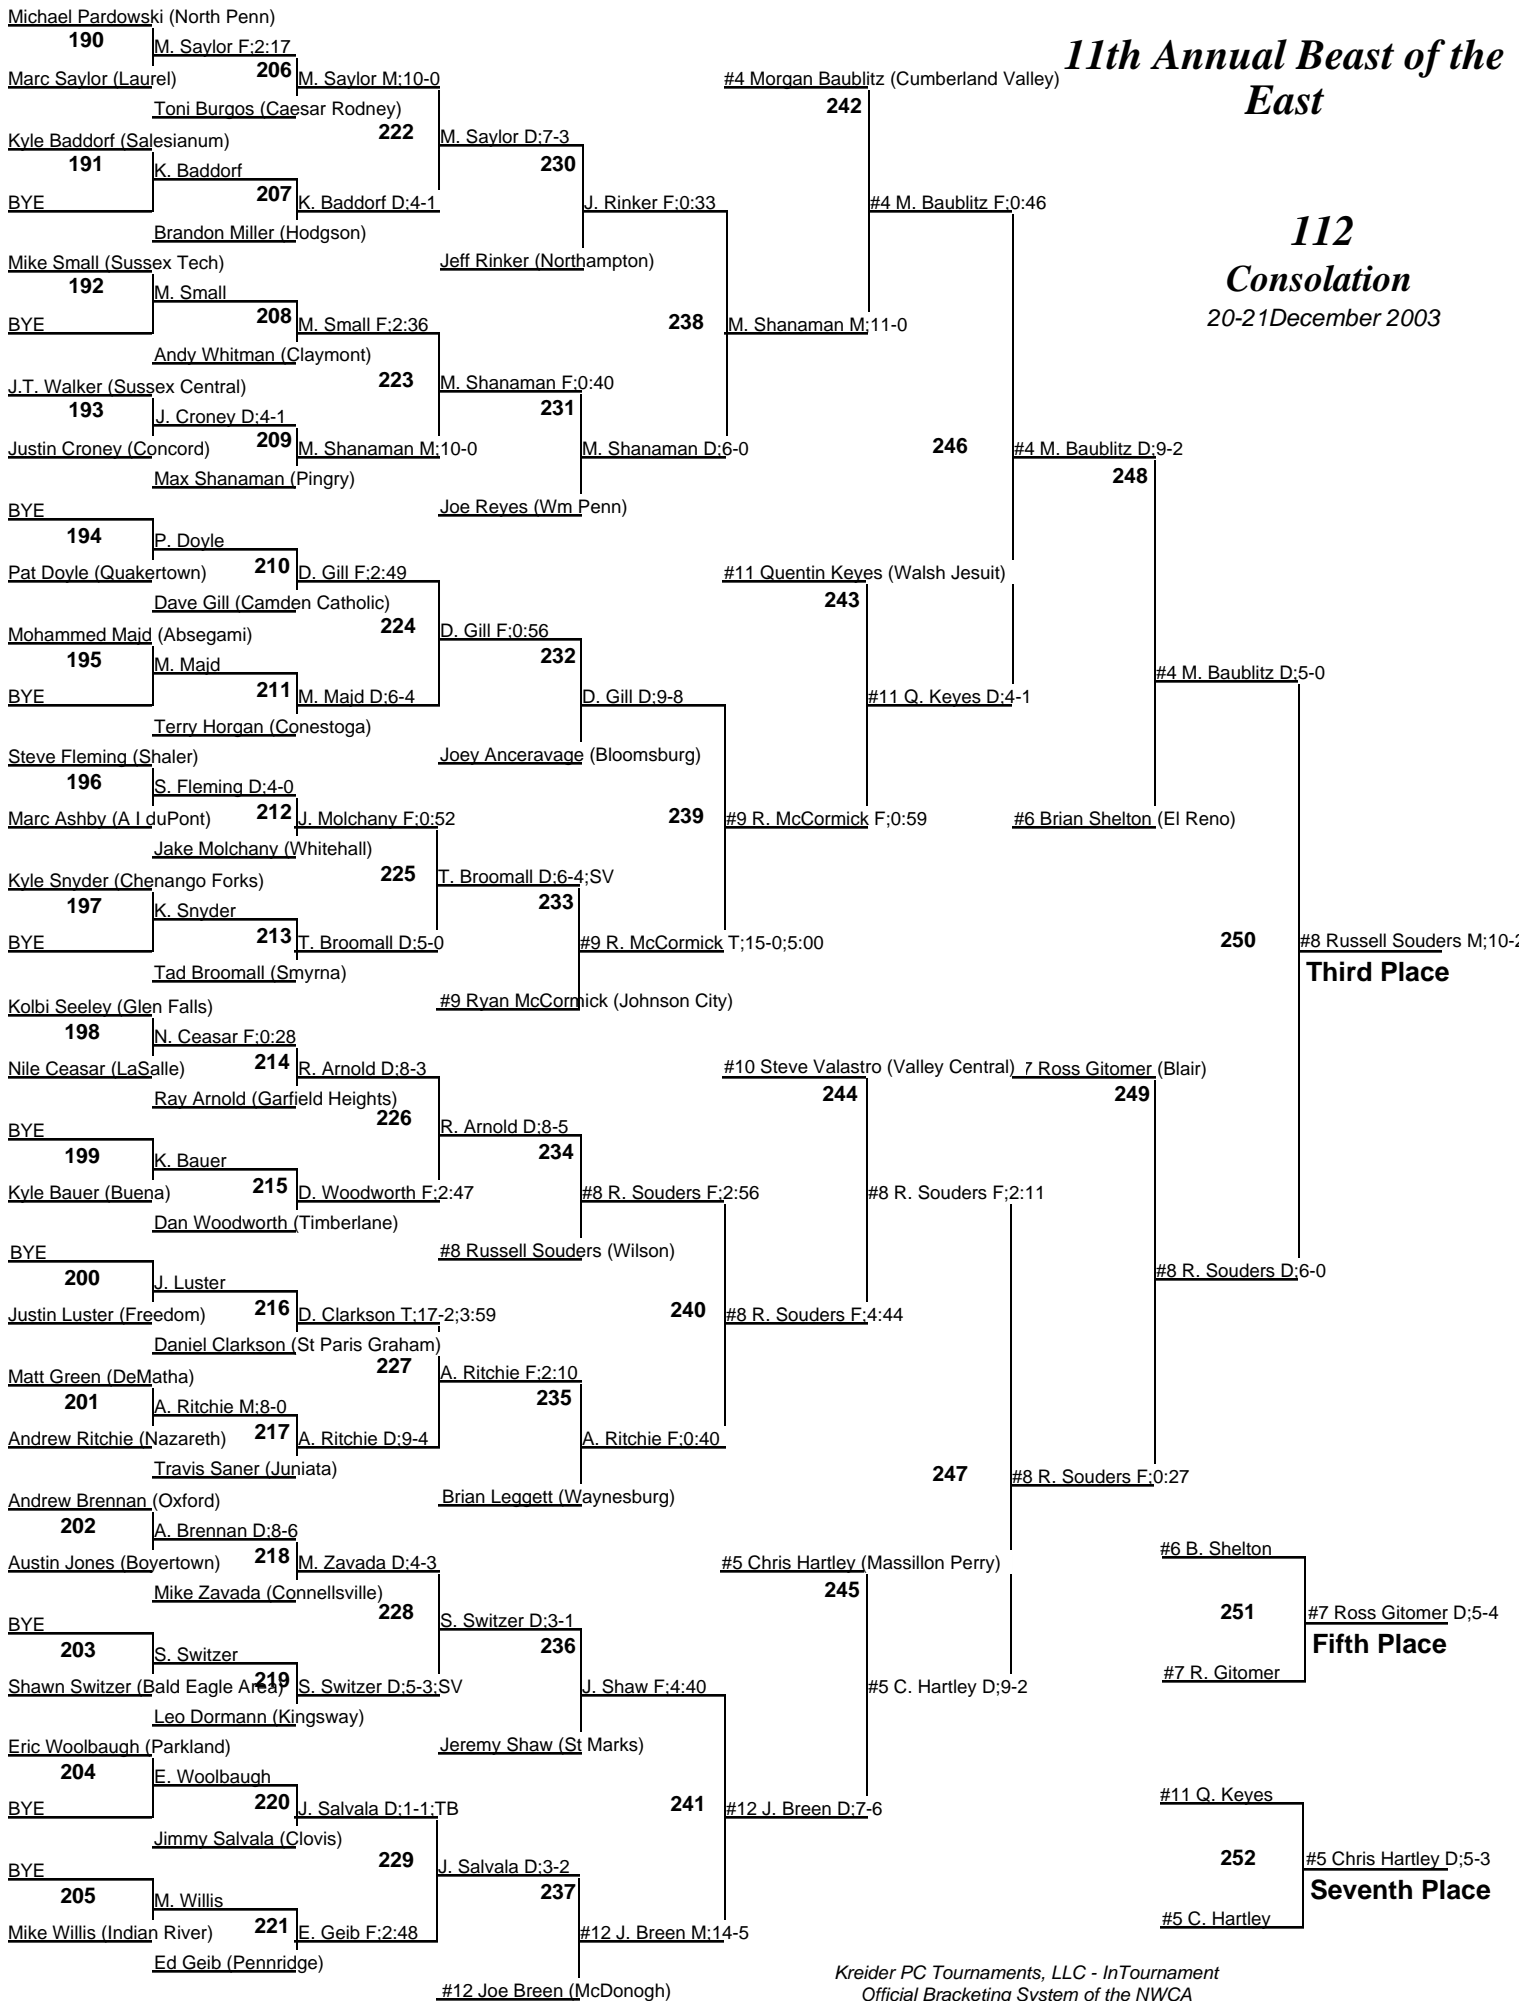 11th Annual Beast of the
East
112
Consolation
20-21December 2003
Michael Pardowski (North Penn)
190
M. Saylor F;2:17
Marc Saylor (Laurel)
206
M. Saylor M;10-0
Toni Burgos (Caesar Rodney)
222
Kyle Baddorf (Salesianum)
M. Saylor D;7-3
191
K. Baddorf
230
BYE
207
K. Baddorf D;4-1
J. Rinker F;0:33
Brandon Miller (Hodgson)
Mike Small (Sussex Tech)
Jeff Rinker (Northampton)
192
M. Small
BYE
208
M. Small F;2:36
238
M. Shanaman M;11-0
Andy Whitman (Claymont)
J.T. Walker (Sussex Central)
223
M. Shanaman F;0:40
193
J. Croney D;4-1
231
Justin Croney (Concord)
209
M. Shanaman M;10-0
M. Shanaman D;6-0
Max Shanaman (Pingry)
BYE
Joe Reyes (Wm Penn)
194
P. Doyle
Pat Doyle (Quakertown)
210
D. Gill F;2:49
Dave Gill (Camden Catholic)
Mohammed Majd (Absegami)
224
D. Gill F;0:56
195
M. Majd
232
BYE
211
M. Majd D;6-4
D. Gill D;9-8
Terry Horgan (Conestoga)
Steve Fleming (Shaler)
Joey Anceravage (Bloomsburg)
196
S. Fleming D;4-0
Marc Ashby (A I duPont)
212
J. Molchany F;0:52
239
#9 R. McCormick F;0:59
Jake Molchany (Whitehall)
Kyle Snyder (Chenango Forks)
225
T. Broomall D;6-4;SV
197
K. Snyder
233
BYE
213
T. Broomall D;5-0
#9 R. McCormick T;15-0;5:00
Tad Broomall (Smyrna)
Kolbi Seeley (Glen Falls)
#9 Ryan McCormick (Johnson City)
198
N. Ceasar F;0:28
Nile Ceasar (LaSalle)
214
R. Arnold D;8-3
Ray Arnold (Garfield Heights)
226
BYE
R. Arnold D;8-5
199
K. Bauer
234
Kyle Bauer (Buena)
215
D. Woodworth F;2:47
#8 R. Souders F;2:56
Dan Woodworth (Timberlane)
BYE
#8 Russell Souders (Wilson)
200
J. Luster
Justin Luster (Freedom)
216
D. Clarkson T;17-2;3:59
240
#8 R. Souders F;4:44
Daniel Clarkson (St Paris Graham)
Matt Green (DeMatha)
227
A. Ritchie F;2:10
201
A. Ritchie M;8-0
235
Andrew Ritchie (Nazareth)
217
A. Ritchie D;9-4
A. Ritchie F;0:40
Travis Saner (Juniata)
Andrew Brennan (Oxford)
Brian Leggett (Waynesburg)
202
A. Brennan D;8-6
Austin Jones (Boyertown)
218
M. Zavada D;4-3
Mike Zavada (Connellsville)
228
BYE
S. Switzer D;3-1
203
S. Switzer
236
Shawn Switzer (Bald Eagle Area)
219
S. Switzer D;5-3;SV
J. Shaw F;4:40
Leo Dormann (Kingsway)
Eric Woolbaugh (Parkland)
Jeremy Shaw (St Marks)
204
E. Woolbaugh
BYE
220
J. Salvala D;1-1;TB
241
#12 J. Breen D;7-6
Jimmy Salvala (Clovis)
229
BYE
J. Salvala D;3-2
205
M. Willis
237
Mike Willis (Indian River)
221
E. Geib F;2:48
#12 J. Breen M;14-5
Ed Geib (Pennridge)
#12 Joe Breen (McDonogh)
#4 Morgan Baublitz (Cumberland Valley)
242
#4 M. Baublitz F;0:46
246
#4 M. Baublitz D;9-2
248
#11 Quentin Keyes (Walsh Jesuit)
243
#11 Q. Keyes D;4-1
#4 M. Baublitz D;5-0
#6 Brian Shelton (El Reno)
250
#8 Russell Souders M;10-2
Third Place
#10 Steve Valastro (Valley Central)
7 Ross Gitomer (Blair)
244
249
#8 R. Souders F;2:11
#8 R. Souders D;6-0
247
#8 R. Souders F;0:27
#5 Chris Hartley (Massillon Perry)
245
#5 C. Hartley D;9-2
#6 B. Shelton
251
#7 Ross Gitomer D;5-4
Fifth Place
#7 R. Gitomer
#11 Q. Keyes
252
#5 Chris Hartley D;5-3
Seventh Place
#5 C. Hartley
Kreider PC Tournaments, LLC - InTournament
Official Bracketing System of the NWCA